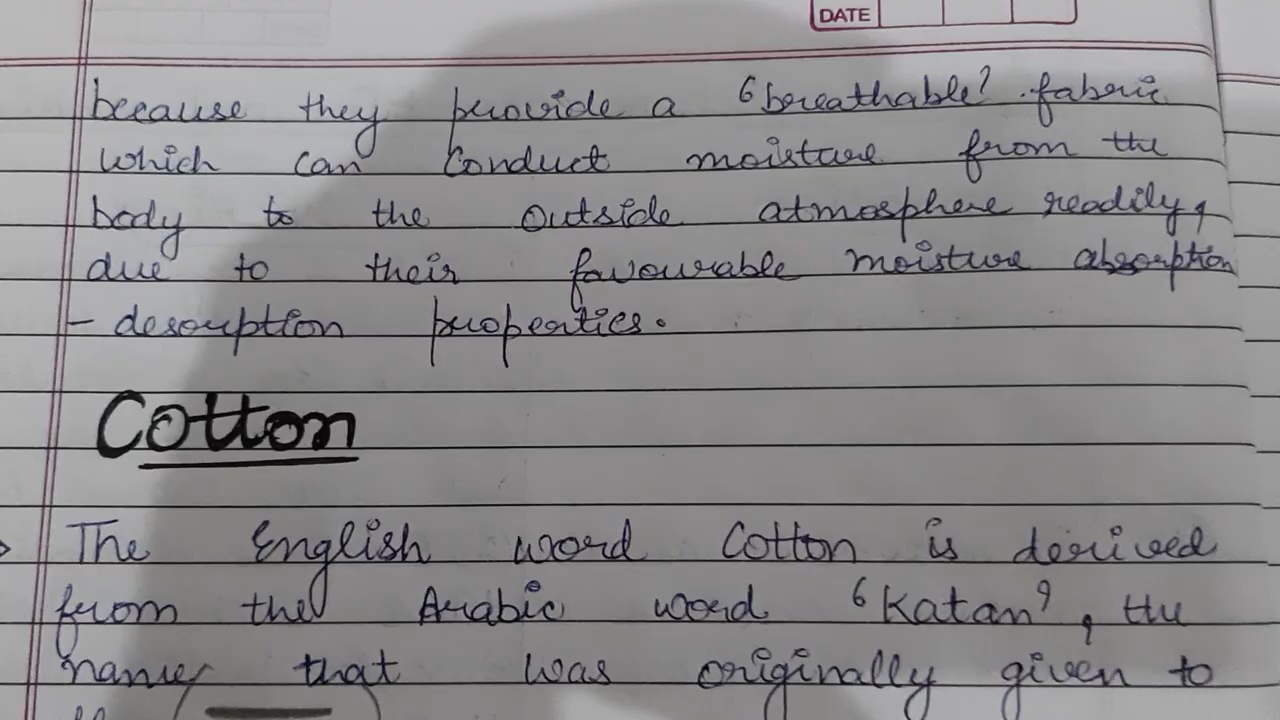 DATE
because they provide a 'breathable' fabric
which can conduct moisture from the
body to the outside atmosphere readily,
due to their favourable moisture absorption
- desorption properties.
Cotton
The English word Cotton is derived
from the Arabic word 'Katan', the
name that was originally given to